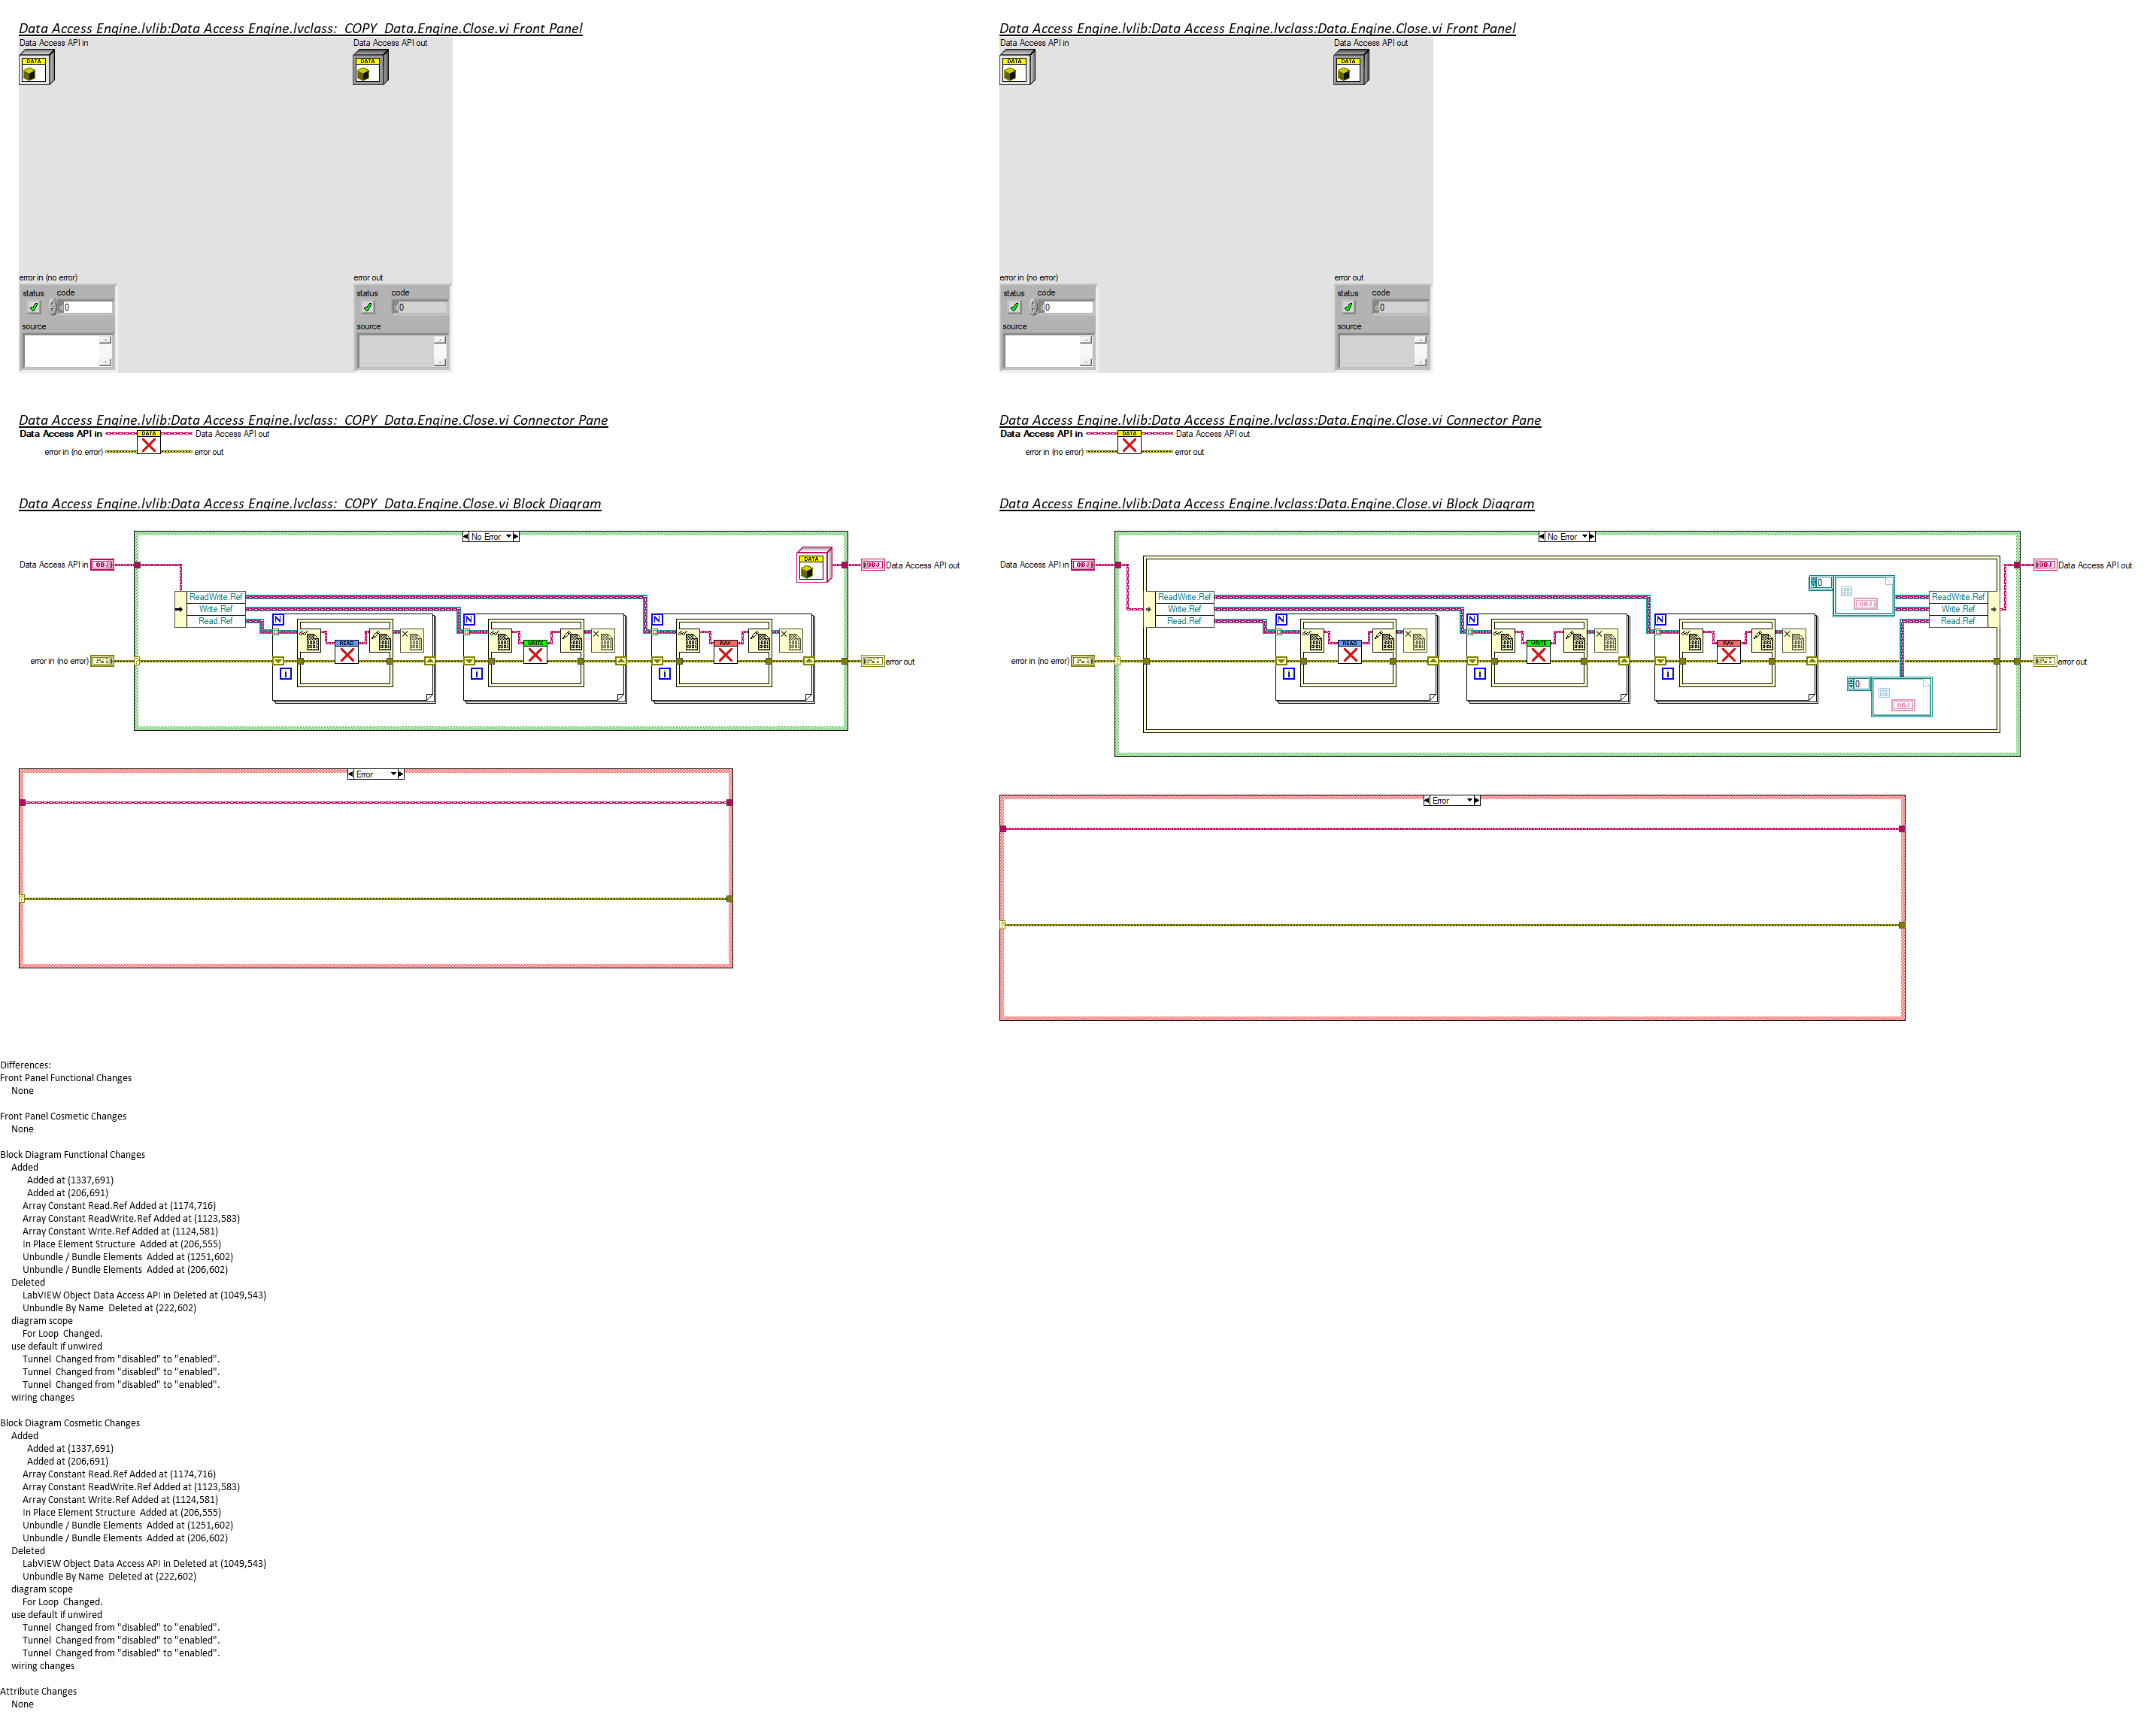 Data Access Engine.lvlib:Data Access Engine.lvclass:_COPY_Data.Engine.Close.vi Front Panel
Data Access API in
Data Access API out
DATA
DATA
error in (no error)
error out
status code
0
source
status code
0
source
Data Access Engine.lvlib:Data Access Engine.lvclass:Data.Engine.Close.vi Front Panel
Data Access API in
Data Access API out
DATA
DATA
error in (no error)
error out
status code
0
source
status code
0
source
Data Access Engine.lvlib:Data Access Engine.lvclass:_COPY_Data.Engine.Close.vi Connector Pane
Data Access API in
DATA
Data Access API out
error in (no error)
error out
Data Access Engine.lvlib:Data Access Engine.lvclass:Data.Engine.Close.vi Connector Pane
Data Access API in
DATA
Data Access API out
error in (no error)
error out
Data Access Engine.lvlib:Data Access Engine.lvclass:_COPY_Data.Engine.Close.vi Block Diagram
No Error
Data Access API in
OBJ
DATA
OBJ
Data Access API out
ReadWrite.Ref
Write.Ref
Read.Ref
N
N
N
READ
WRITE
R/W
error in (no error)
error out
i
i
i
Error
Data Access Engine.lvlib:Data Access Engine.lvclass:Data.Engine.Close.vi Block Diagram
No Error
Data Access API in
OBJ
OBJ
Data Access API out
0
OBJ
ReadWrite.Ref
Write.Ref
Read.Ref
ReadWrite.Ref
Write.Ref
Read.Ref
N
N
N
READ
WRITE
R/W
error in (no error)
error out
i
i
i
0
OBJ
Error
Differences:
Front Panel Functional Changes
None
Front Panel Cosmetic Changes
None
Block Diagram Functional Changes
Added
Added at (1337,691)
Added at (206,691)
Array Constant Read.Ref Added at (1174,716)
Array Constant ReadWrite.Ref Added at (1123,583)
Array Constant Write.Ref Added at (1124,581)
In Place Element Structure Added at (206,555)
Unbundle / Bundle Elements Added at (1251,602)
Unbundle / Bundle Elements Added at (206,602)
Deleted
LabVIEW Object Data Access API in Deleted at (1049,543)
Unbundle By Name Deleted at (222,602)
diagram scope
For Loop Changed.
use default if unwired
Tunnel Changed from "disabled" to "enabled".
Tunnel Changed from "disabled" to "enabled".
Tunnel Changed from "disabled" to "enabled".
wiring changes
Block Diagram Cosmetic Changes
Added
Added at (1337,691)
Added at (206,691)
Array Constant Read.Ref Added at (1174,716)
Array Constant ReadWrite.Ref Added at (1123,583)
Array Constant Write.Ref Added at (1124,581)
In Place Element Structure Added at (206,555)
Unbundle / Bundle Elements Added at (1251,602)
Unbundle / Bundle Elements Added at (206,602)
Deleted
LabVIEW Object Data Access API in Deleted at (1049,543)
Unbundle By Name Deleted at (222,602)
diagram scope
For Loop Changed.
use default if unwired
Tunnel Changed from "disabled" to "enabled".
Tunnel Changed from "disabled" to "enabled".
Tunnel Changed from "disabled" to "enabled".
wiring changes
Attribute Changes
None